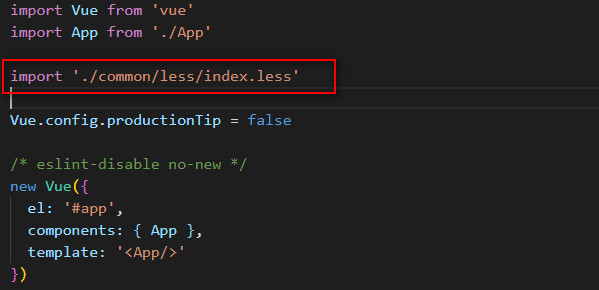 import Vue from 'vue'
import App from './App'
import './common/less/index.less'
Vue.config.productionTip = false
/* eslint-disable no-new */
new Vue({
el: '#app',
components: { App },
template: '<App/>'
})